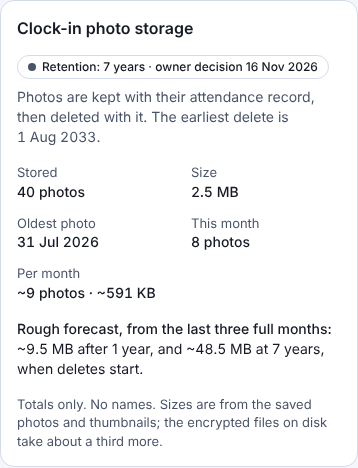 Clock-in photo storage
Retention: 7 years · owner decision 16 Nov 2026
Photos are kept with their attendance record,
then deleted with it. The earliest delete is
1 Aug 2033.
Stored
40 photos
Size
2.5 MB
Oldest photo
31 Jul 2026
This month
8 photos
Per month
~9 photos · ~591 KB
Rough forecast, from the last three full months:
~9.5 MB after 1 year, and ~48.5 MB at 7 years,
when deletes start.
Totals only. No names. Sizes are from the saved
photos and thumbnails; the encrypted files on disk
take about a third more.